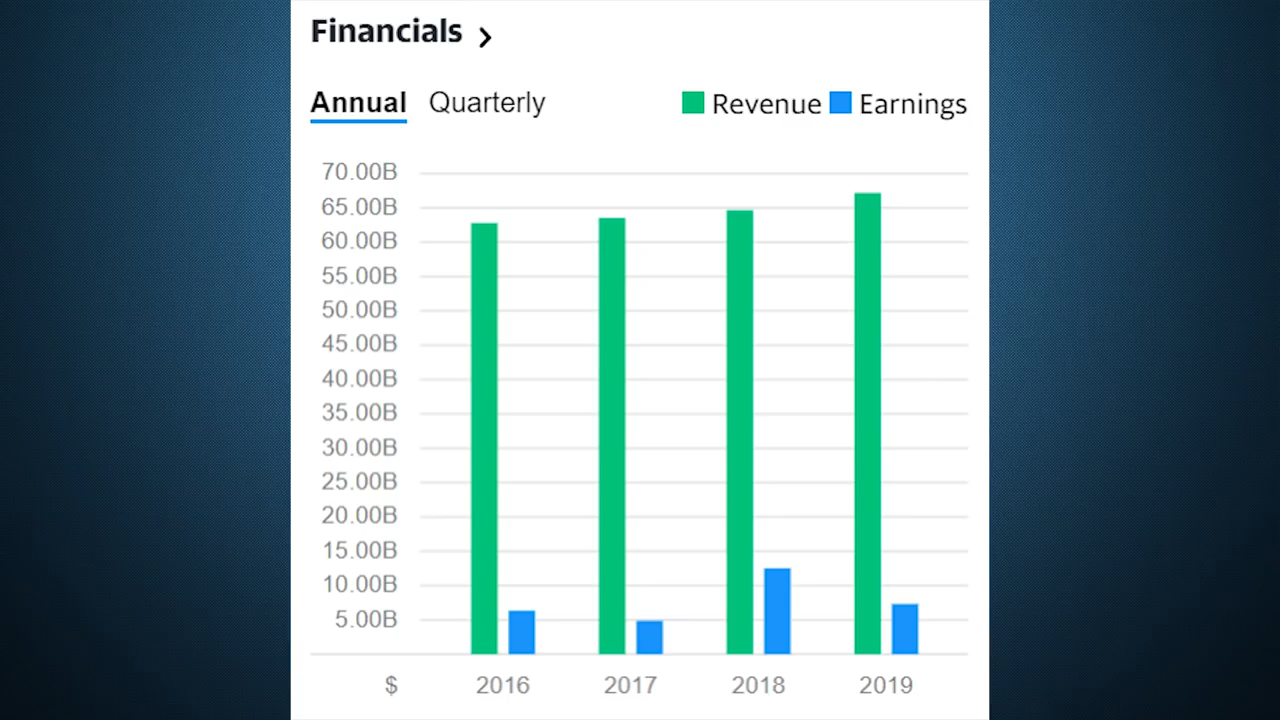 Financials >
Annual Quarterly Revenue Earnings
70.00B
65.00B
60.00B
55.00B
50.00B
45.00B
40.00B
35.00B
30.00B
25.00B
20.00B
15.00B
10.00B
5.00B
$ 2016 2017 2018 2019